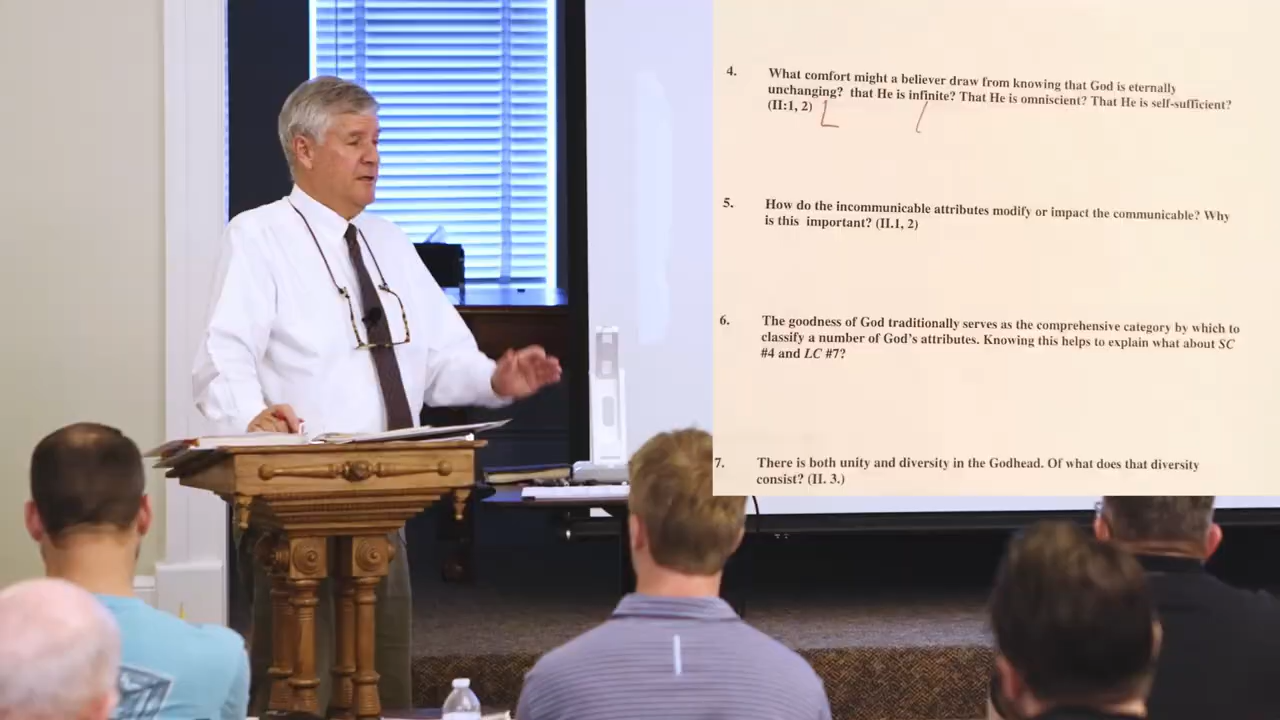 4. What comfort might a believer draw from knowing that God is eternally
unchanging? that He is infinite? That He is omniscient? That He is self-sufficient?
(II:1, 2)
5. How do the incommunicable attributes modify or impact the communicable? Why
is this important? (II.1, 2)
6. The goodness of God traditionally serves as the comprehensive category by which to
classify a number of God's attributes. Knowing this helps to explain what about SC
#4 and LC #7?
7. There is both unity and diversity in the Godhead. Of what does that diversity
consist? (II. 3.)